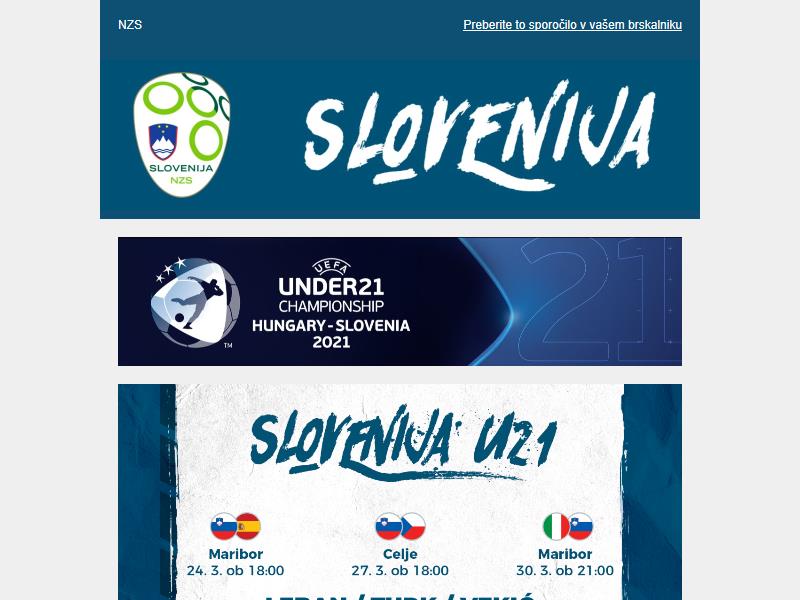 NZS
Preberite to sporočilo v vašem brskalniku
SLOVENIJA
NZS
SLOVENIJA
UEFA
UNDER21
CHAMPIONSHIP
HUNGARY-SLOVENIA
2021
TM
21
SLOVENIJA U21
Maribor
24. 3. ob 18:00
Celje
27. 3. ob 18:00
Maribor
30. 3. ob 21:00